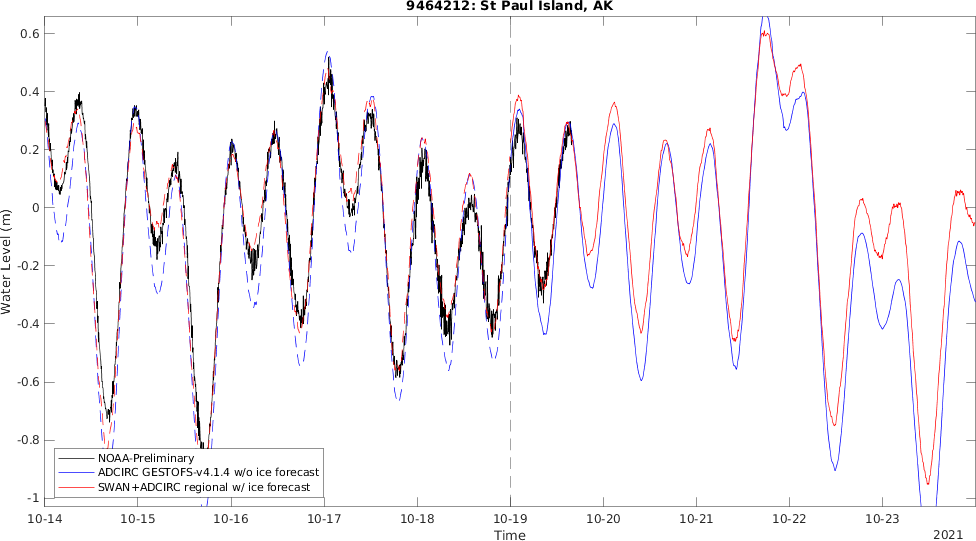 9464212: St Paul Island, AK
Water Level (m)
0.6
0.4
0.2
0
-0.2
-0.4
-0.6
-0.8
-1
NOAA-Preliminary
ADCIRC GESTOFS-v4.1.4 w/o ice forecast
SWAN+ADCIRC regional w/ ice forecast
10-14 10-15 10-16 10-17 10-18 10-19 10-20 10-21 10-22 10-23
Time
2021